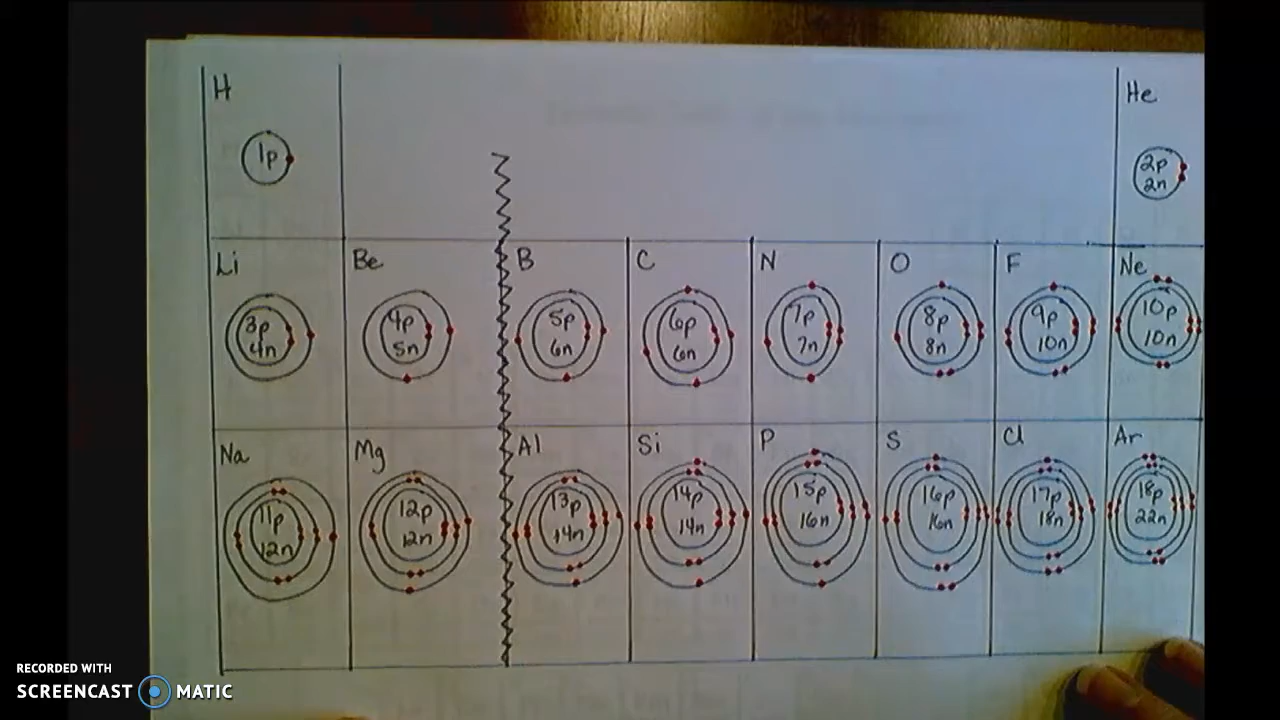 H
He
1p
2p
2n
Li
Be
B
C
N
O
F
Ne
3p
4n
4p
5n
5p
6n
6p
6n
7p
7n
8p
8n
9p
10n
10p
10n
Na
Mg
Al
Si
P
S
Cl
Ar
11p
12n
12p
12n
13p
14n
14p
14n
15p
16n
16p
16n
17p
18n
18p
22n
RECORDED WITH
SCREENCAST MATIC